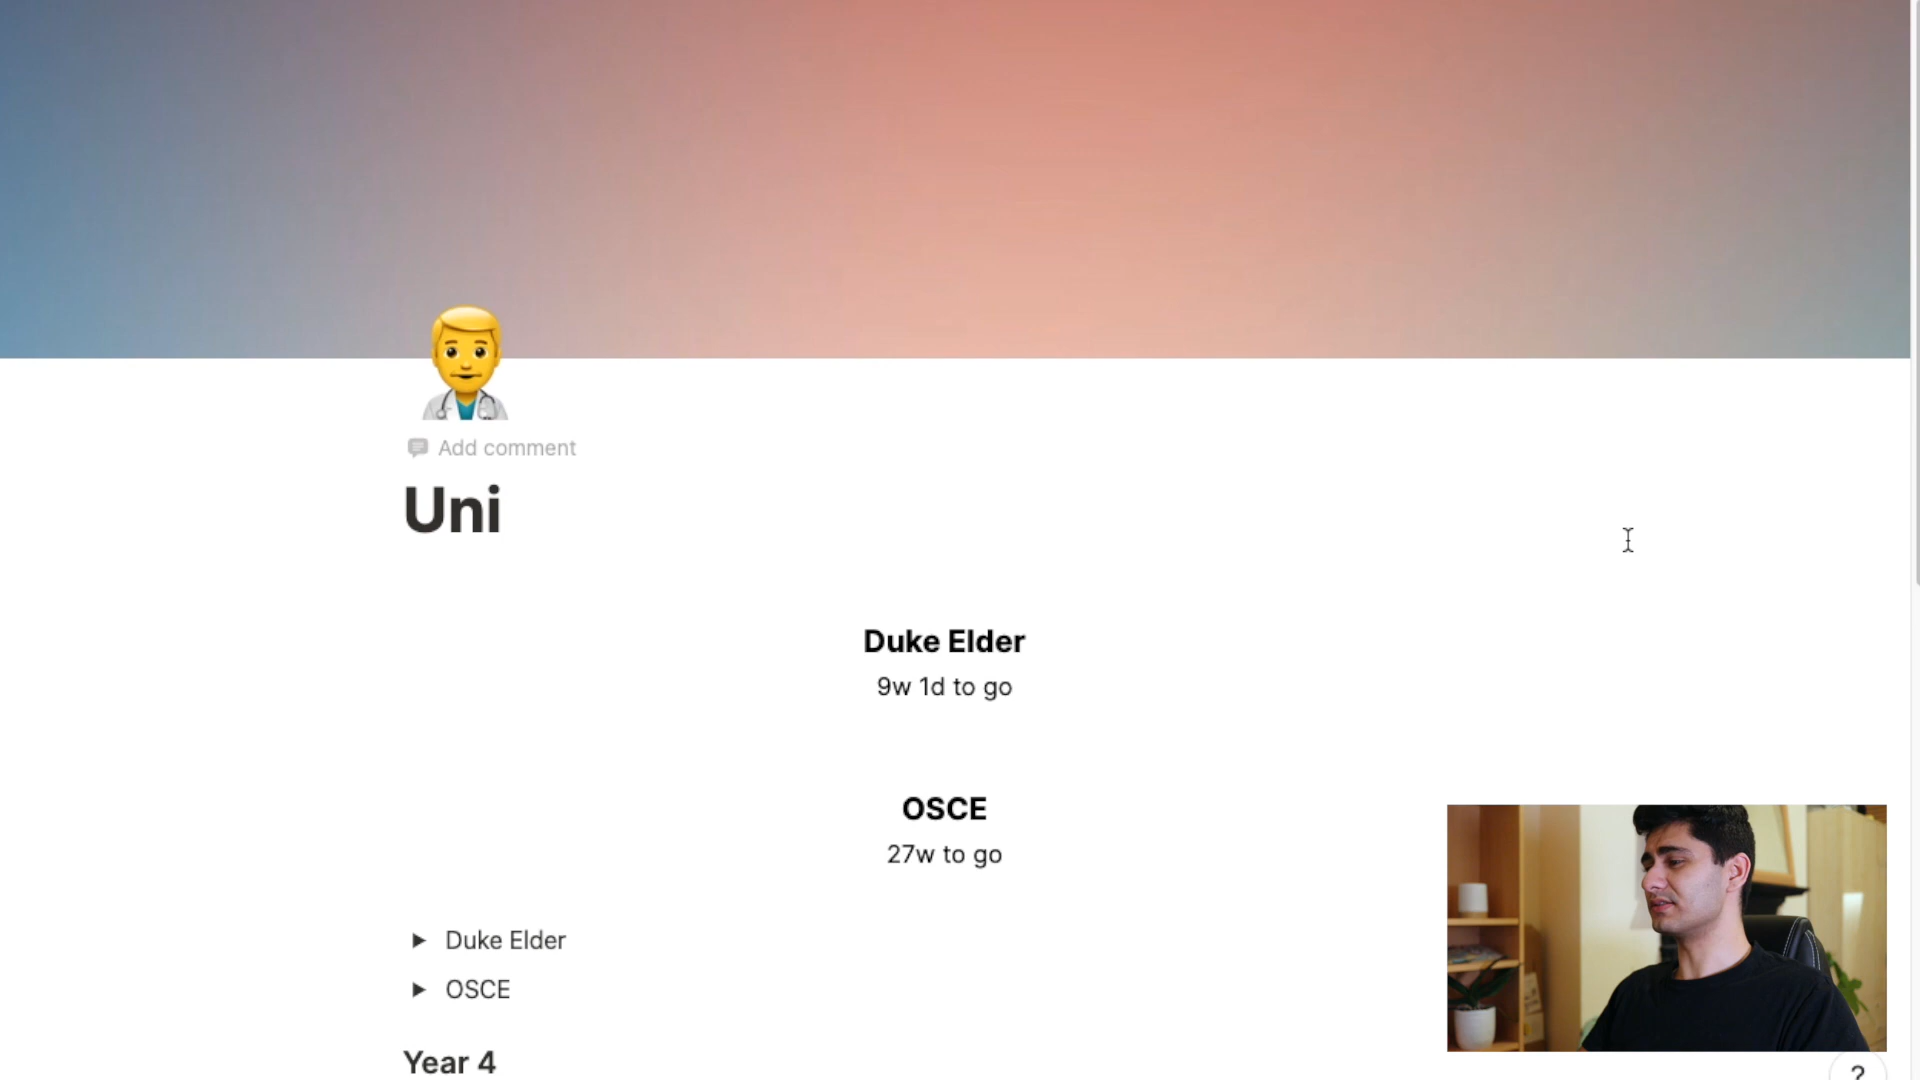 Add comment
Uni
Duke Elder
9w 1d to go
OSCE
27w to go
Duke Elder
OSCE
Year 4
?